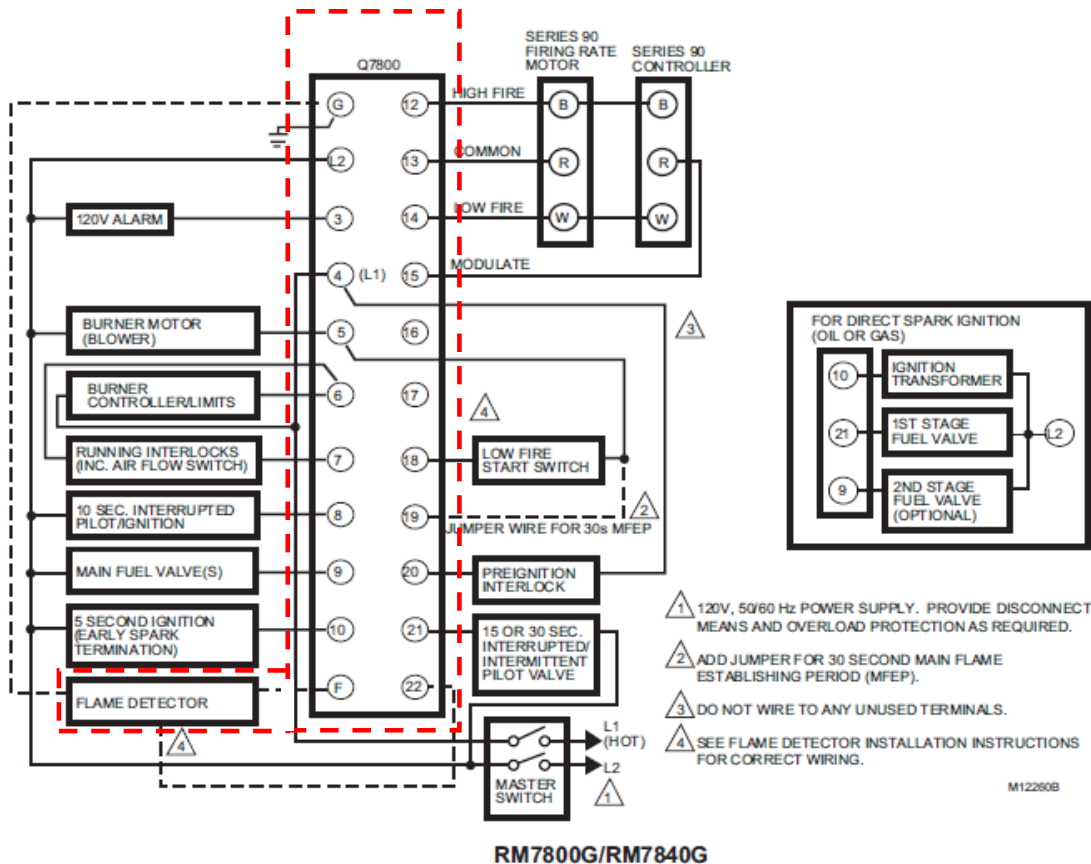 Q7800
SERIES 90
FIRING RATE
MOTOR
SERIES 90
CONTROLLER
G
12
HIGH FIRE
B
B
L2
13
COMMON
R
R
120V ALARM
3
14
LOW FIRE
W
W
4
(L1)
15
MODULATE
BURNER MOTOR
(BLOWER)
5
16
3
BURNER
CONTROLLER/LIMITS
6
17
4
RUNNING INTERLOCKS
(INC. AIR FLOW SWITCH)
7
18
LOW FIRE
START SWITCH
10 SEC. INTERRUPTED
PILOT/IGNITION
8
19
2
JUMPER WIRE FOR 30s MFEP
MAIN FUEL VALVE(S)
9
20
PREIGNITION
INTERLOCK
5 SECOND IGNITION
(EARLY SPARK
TERMINATION)
10
21
15 OR 30 SEC.
INTERRUPTED/
INTERMITTENT
PILOT VALVE
FLAME DETECTOR
F
22
4
L1
(HOT)
L2
MASTER
SWITCH
1
FOR DIRECT SPARK IGNITION
(OIL OR GAS)
10
IGNITION
TRANSFORMER
21
1ST STAGE
FUEL VALVE
L2
9
2ND STAGE
FUEL VALVE
(OPTIONAL)
1 120V, 50/60 Hz POWER SUPPLY. PROVIDE DISCONNECT
MEANS AND OVERLOAD PROTECTION AS REQUIRED.
2 ADD JUMPER FOR 30 SECOND MAIN FLAME
ESTABLISHING PERIOD (MFEP).
3 DO NOT WIRE TO ANY UNUSED TERMINALS.
4 SEE FLAME DETECTOR INSTALLATION INSTRUCTIONS
FOR CORRECT WIRING.
M12260B
RM7800G/RM7840G